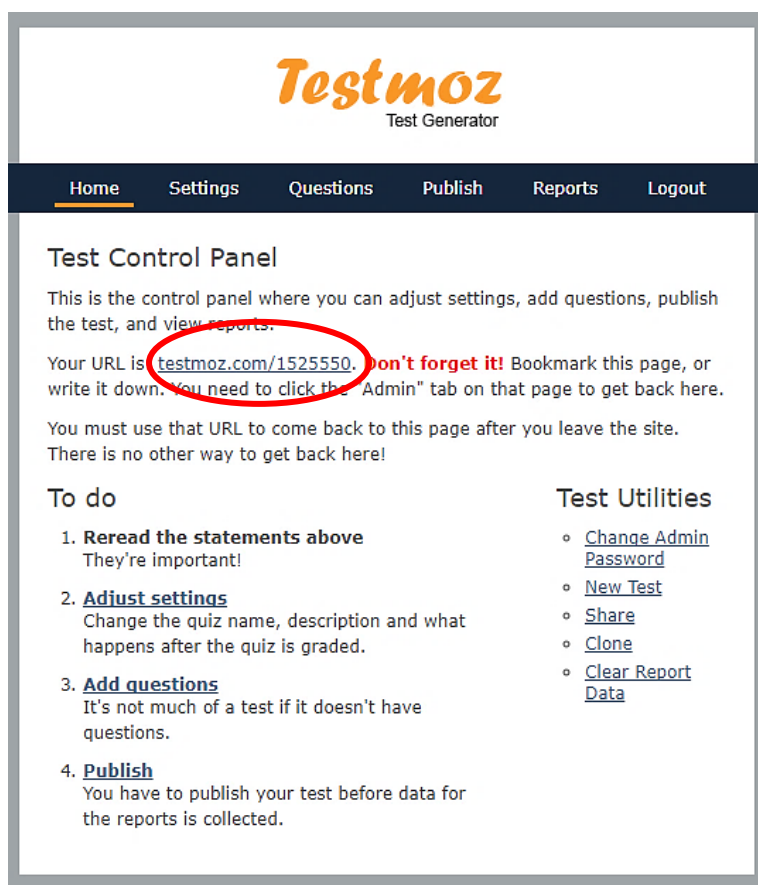 Testmoz
Test Generator
Home Settings Questions Publish Reports Logout
Test Control Panel
This is the control panel where you can adjust settings, add questions, publish
the test, and view reports.
Your URL is testmoz.com/1525550. Don't forget it! Bookmark this page, or
write it down. You need to click the "Admin" tab on that page to get back here.
You must use that URL to come back to this page after you leave the site.
There is no other way to get back here!
To do
1. Reread the statements above
They're important!
2. Adjust settings
Change the quiz name, description and what
happens after the quiz is graded.
3. Add questions
It's not much of a test if it doesn't have
questions.
4. Publish
You have to publish your test before data for
the reports is collected.
Test Utilities
Change Admin
Password
New Test
Share
Clone
Clear Report
Data